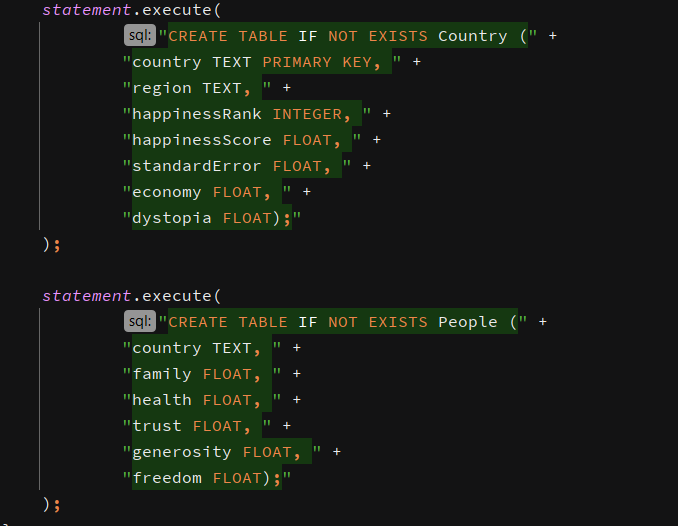 statement.execute(
sql: "CREATE TABLE IF NOT EXISTS Country (" +
"country TEXT PRIMARY KEY, " +
"region TEXT, " +
"happinessRank INTEGER, " +
"happinessScore FLOAT, " +
"standardError FLOAT, " +
"economy FLOAT, " +
"dystopia FLOAT);"
);
statement.execute(
sql: "CREATE TABLE IF NOT EXISTS People (" +
"country TEXT, " +
"family FLOAT, " +
"health FLOAT, " +
"trust FLOAT, " +
"generosity FLOAT, " +
"freedom FLOAT);"
);